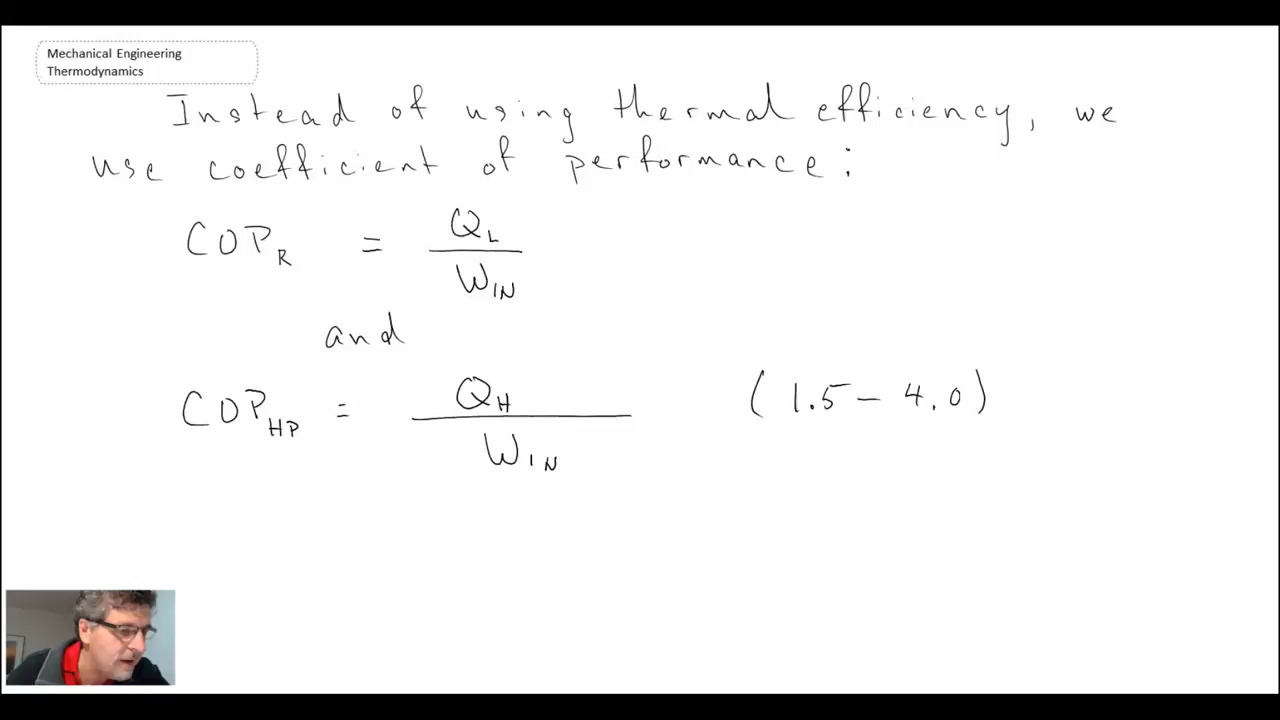 Mechanical Engineering
Thermodynamics
Instead of using thermal efficiency, we
use coefficient of performance:
COP_R = Q_L / W_IN
and
COP_HP = Q_H / W_IN (1.5 – 4.0)